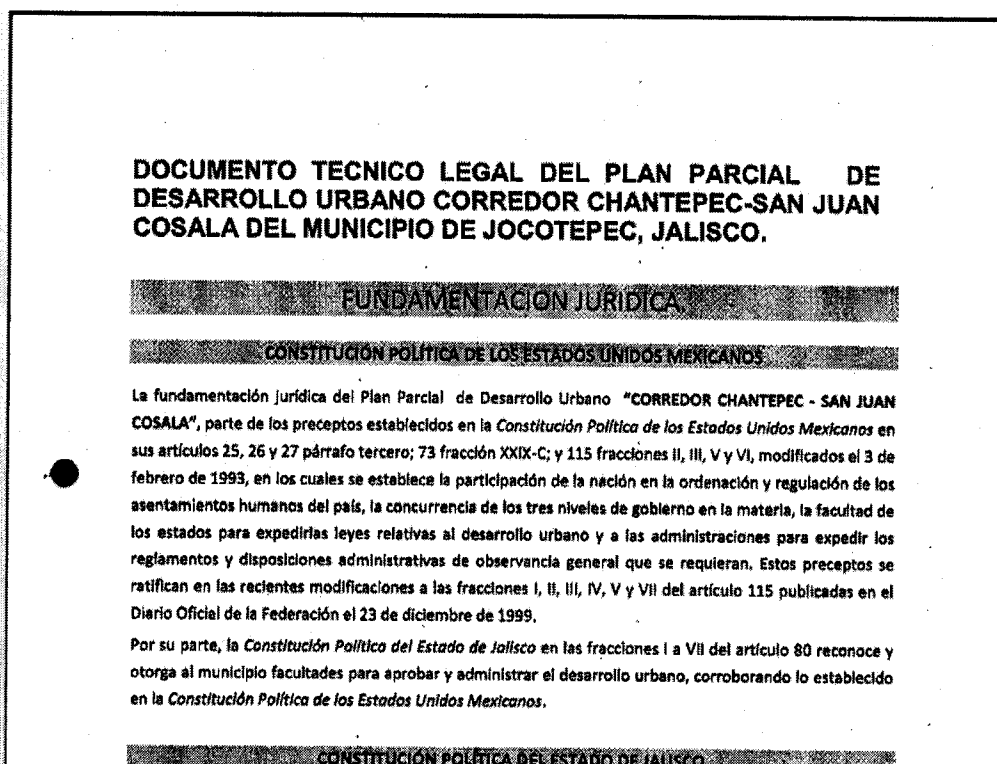 DOCUMENTO TECNICO LEGAL DEL PLAN PARCIAL DE
DESARROLLO URBANO CORREDOR CHANTEPEC-SAN JUAN
COSALA DEL MUNICIPIO DE JOCOTEPEC, JALISCO.
FUNDAMENTACION JURIDICA.
CONSTITUCIÓN POLITICA DE LOS ESTADOS UNIDOS MEXICANOS
La fundamentación jurídica del Plan Parcial de Desarrollo Urbano "CORREDOR CHANTEPEC - SAN JUAN
COSALA", parte de los preceptos establecidos en la Constitución Política de los Estados Unidos Mexicanos en
sus artículos 25, 26 y 27 párrafo tercero; 73 fracción XXIX-C; y 115 fracciones II, III, V y VI, modificados el 3 de
febrero de 1993, en los cuales se establece la participación de la nación en la ordenación y regulación de los
asentamientos humanos del país, la concurrencia de los tres niveles de gobierno en la materia, la facultad de
los estados para expedirlas leyes relativas al desarrollo urbano y a las administraciones para expedir los
reglamentos y disposiciones administrativas de observancia general que se requieran. Estos preceptos se
ratifican en las recientes modificaciones a las fracciones I, II, III, IV, V y VII del artículo 115 publicadas en el
Diario Oficial de la Federación el 23 de diciembre de 1999.
Por su parte, la Constitución Política del Estado de Jalisco en las fracciones I a VII del artículo 80 reconoce y
otorga al municipio facultades para aprobar y administrar el desarrollo urbano, corroborando lo establecido
en la Constitución Política de los Estados Unidos Mexicanos.
CONSTITUCIÓN POLÍTICA DEL ESTADO DE JALISCO